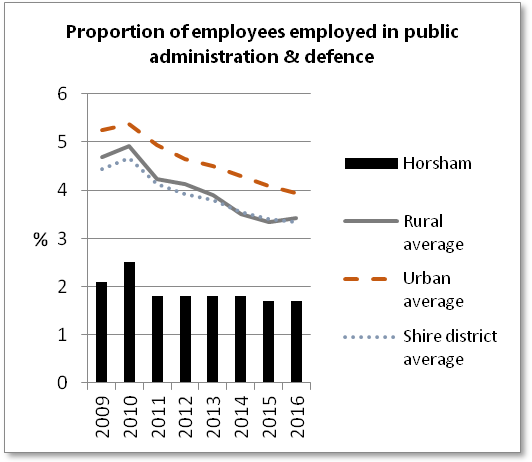 Proportion of employees employed in public
administration & defence
6
5
4
3
2
1
0
%
2009
2010
2011
2012
2013
2014
2015
2016
Horsham
Rural
average
Urban
average
Shire district
average